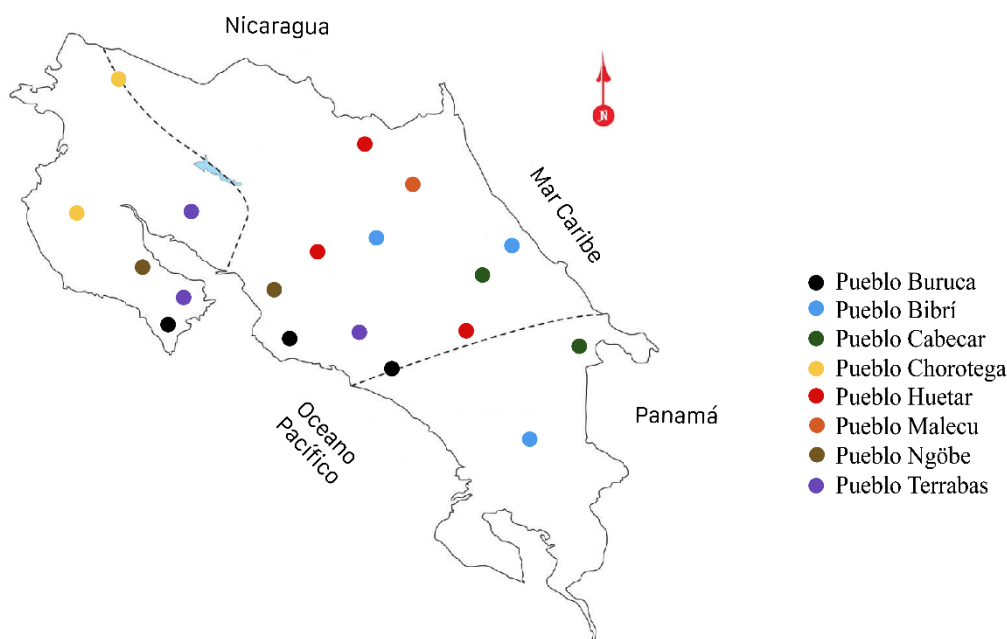 Nicaragua
N
Mar Caribe
Pueblo Buruca
Pueblo Bibrí
Pueblo Cabecar
Pueblo Chorotega
Pueblo Huetar
Pueblo Malecu
Pueblo Ngöbe
Pueblo Terrabas
Panamá
Oceano
Pacífico